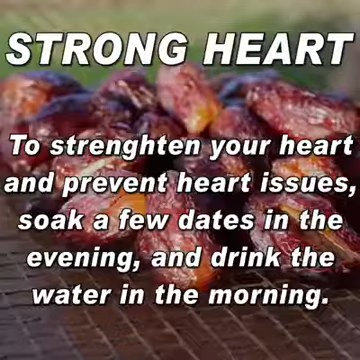 STRONG HEART
To strenghten your heart
and prevent heart issues,
soak a few dates in the
evening, and drink the
water in the morning.